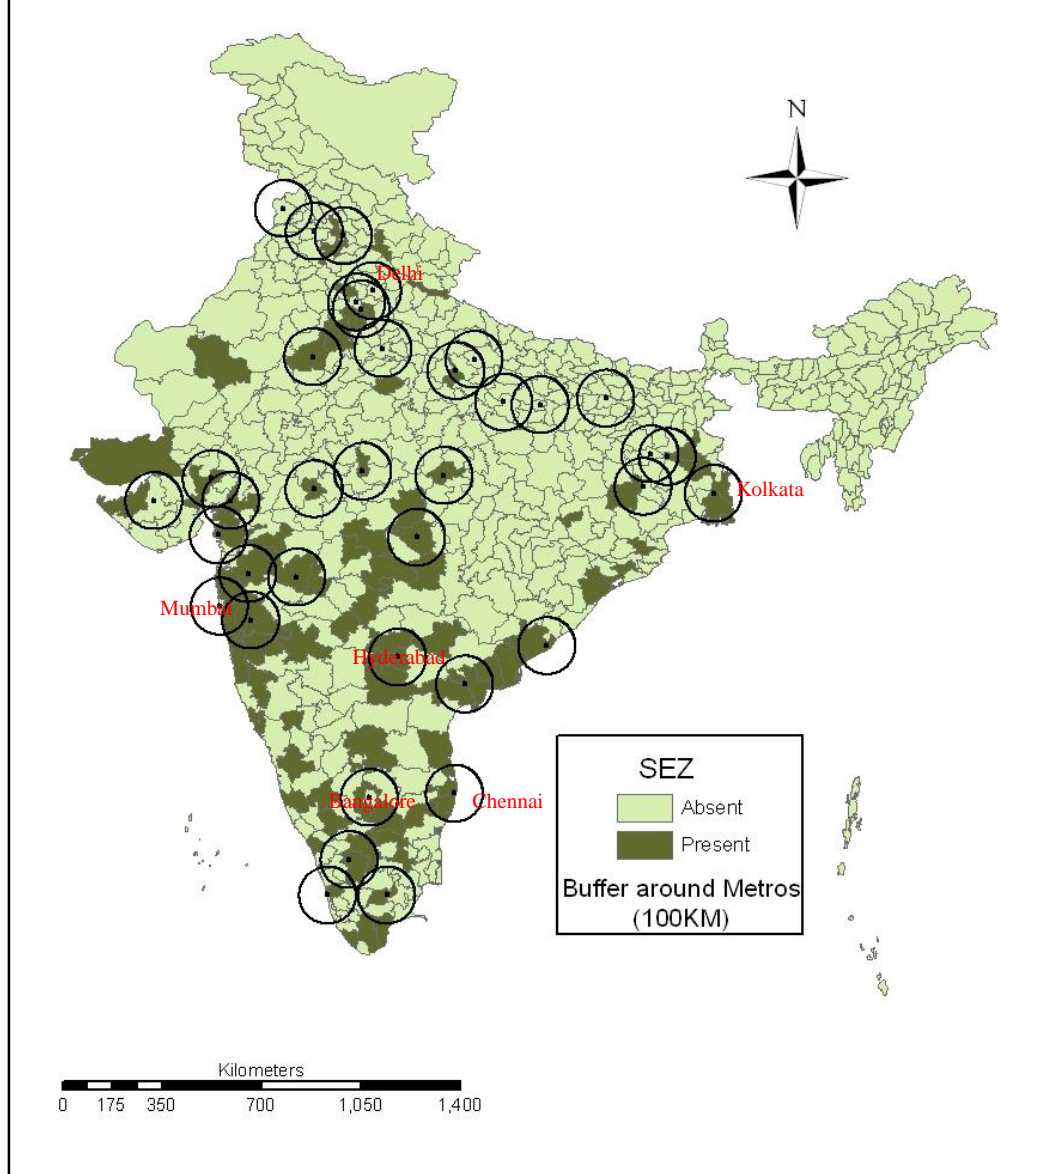 N
Delhi
Kolkata
Mumbai
Hyderabad
Bangalore
Chennai
SEZ
Absent
Present
Buffer around Metros
(100KM)
Kilometers
0 175 350 700 1,050 1,400